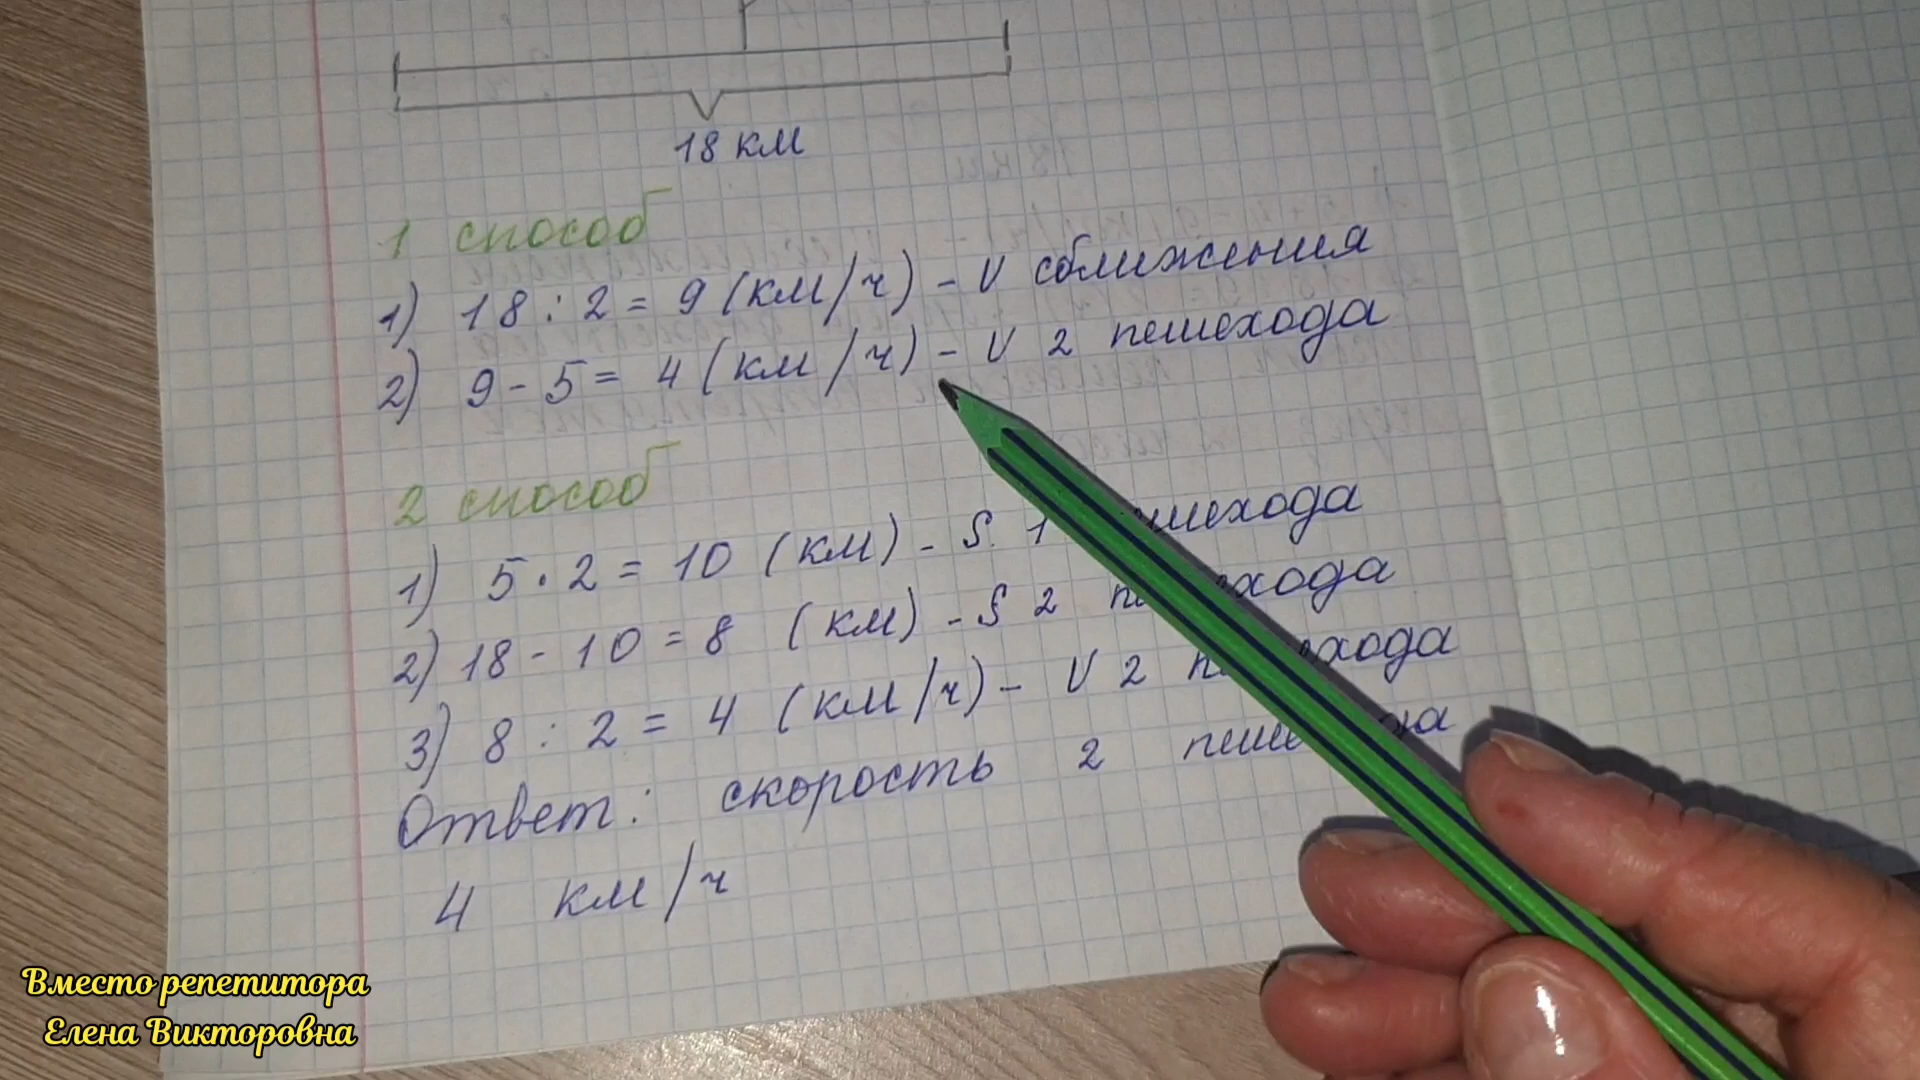 18 км
1 способ
1) 18 : 2 = 9 (км/ч) - V сближения
2) 9 - 5 = 4 (км/ч) - V 2 пешехода
2 способ
1) 5 · 2 = 10 (км) - S 1
2) 18 - 10 = 8 (км) - S 2
3) 8 : 2 = 4 (км/ч) - V 2
Ответ: скорость 2
4 км/ч
Вместо репетитора
Елена Викторовна